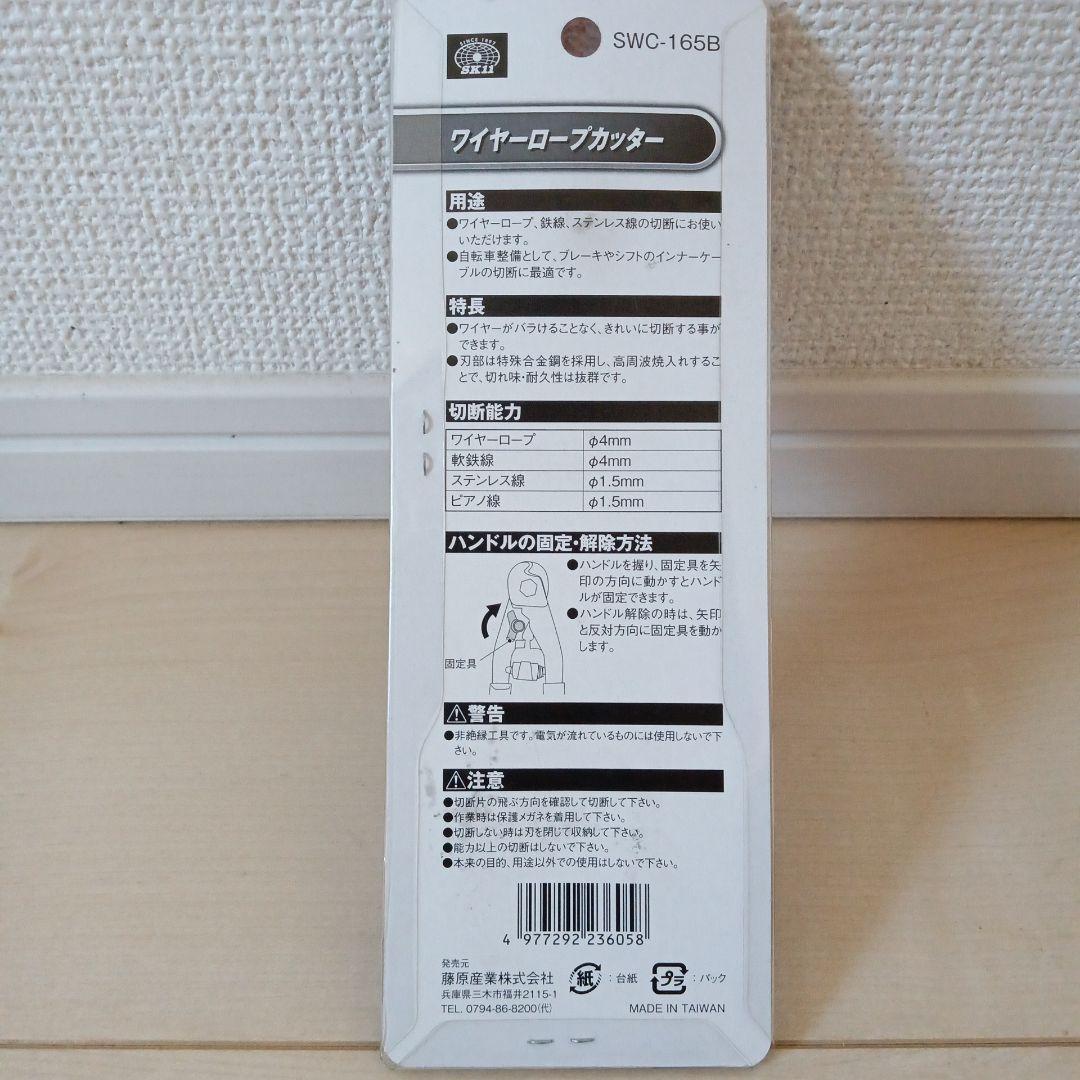 SINCE 1897
SK11
SWC-165B
ワイヤーロープカッター
用途
●ワイヤーロープ、鉄線、ステンレス線の切断にお使い
いただけます。
●自転車整備として、ブレーキやシフトのインナーケー
ブルの切断に最適です。
特長
●ワイヤーがバラけることなく、きれいに切断する事が
できます。
●刃部は特殊合金鋼を採用し、高周波焼入れするこ
とで、切れ味・耐久性は抜群です。
切断能力
ワイヤーロープ φ4mm
軟鉄線 φ4mm
ステンレス線 φ1.5mm
ピアノ線 φ1.5mm
ハンドルの固定・解除方法
●ハンドルを握り、固定具を矢
印の方向に動かすとハンド
ルが固定できます。
●ハンドル解除の時は、矢印
と反対方向に固定具を動か
します。
固定具
⚠警告
●非絶縁工具です。電気が流れているものには使用しないで下
さい。
⚠注意
●切断片の飛ぶ方向を確認して切断して下さい。
●作業時は保護メガネを着用して下さい。
●切断しない時は刃を閉じて収納して下さい。
●能力以上の切断はしないで下さい。
●本来の目的、用途以外での使用はしないで下さい。
4 977292 236058
発売元
藤原産業株式会社
兵庫県三木市福井2115-1
TEL. 0794-86-8200(代)
紙：台紙
プラ：パック
MADE IN TAIWAN